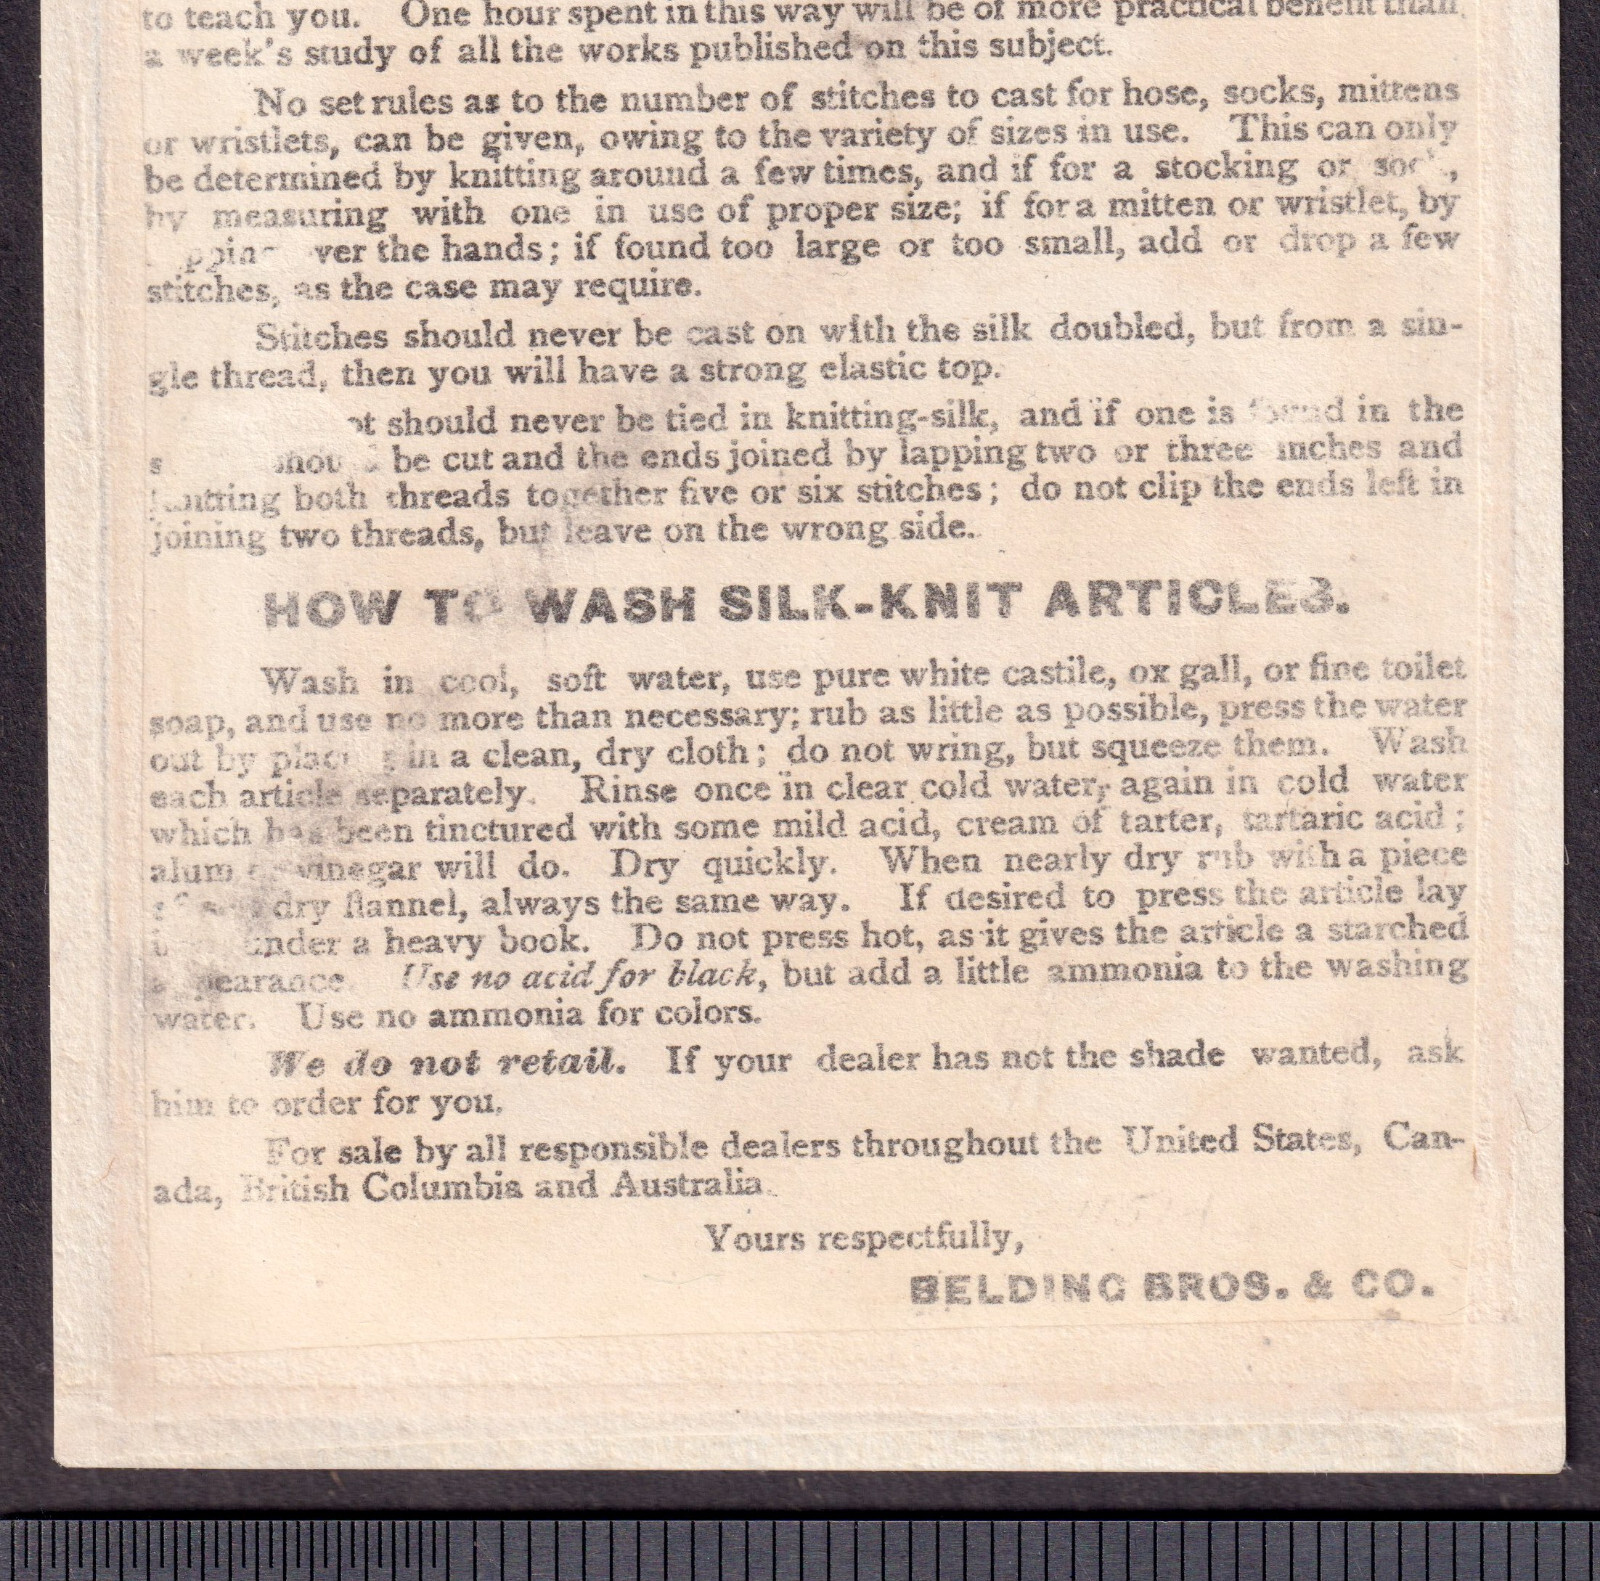 to teach you. One hour spent in this way will be of more practical benefit than
a week's study of all the works published on this subject.
No set rules as to the number of stitches to cast for hose, socks, mittens
or wristlets, can be given, owing to the variety of sizes in use. This can only
be determined by knitting around a few times, and if for a stocking or
by measuring with one in use of proper size; if for a mitten or wristlet, by
the hands; if found too large or too small, add or drop a few
stitches, as the case may require.
Stitches should never be cast on with the silk doubled, but from a sin-
gle thread, then you will have a strong elastic top.
should never be tied in knitting-silk, and if one is found in the
should be cut and the ends joined by lapping two or three inches and
knitting both threads together five or six stitches; do not clip the ends left in
joining two threads, but leave on the wrong side.
HOW TO WASH SILK-KNIT ARTICLES.
Wash in cool, soft water, use pure white castile, ox gall, or fine toilet
soap, and use no more than necessary; rub as little as possible, press the water
out by in a clean, dry cloth; do not wring, but squeeze them. Wash
each article separately. Rinse once in clear cold water, again in cold water
which has been tinctured with some mild acid, cream of tarter, tartaric acid;
alum or vinegar will do. Dry quickly. When nearly dry rub with a piece
of dry flannel, always the same way. If desired to press the article lay
under a heavy book. Do not press hot, as it gives the article a starched
appearance. Use no acid for black, but add a little ammonia to the washing
water. Use no ammonia for colors.
We do not retail. If your dealer has not the shade wanted, ask
him to order for you.
For sale by all responsible dealers throughout the United States, Can-
ada, British Columbia and Australia.
Yours respectfully,
BELDING BROS. & CO.